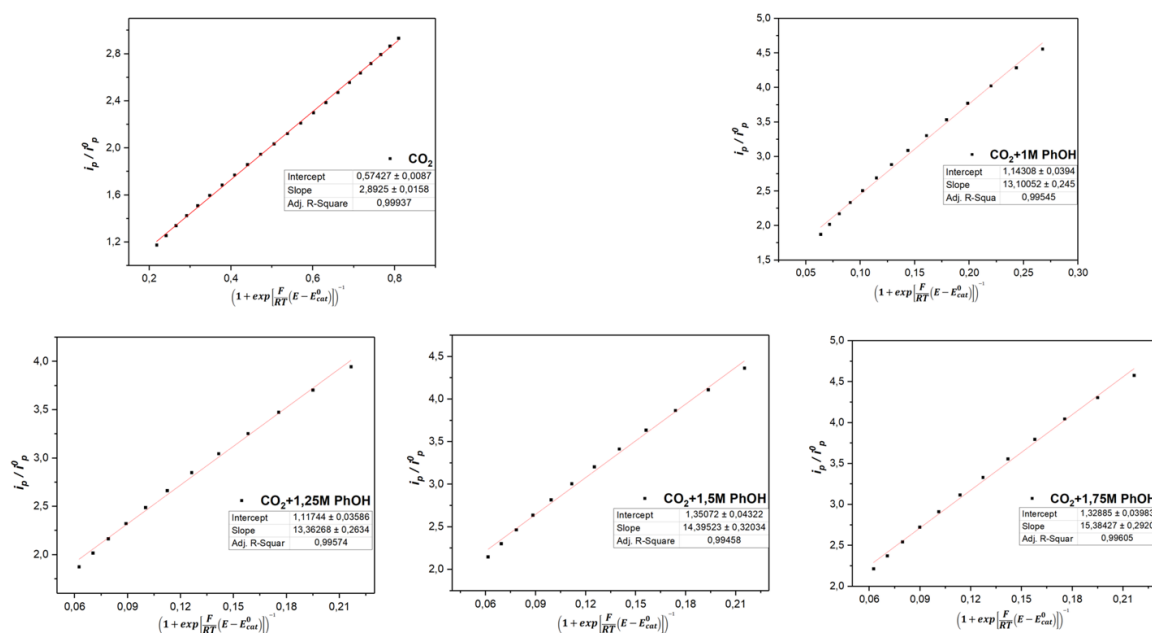 2,8
2,4
2,0
1,6
1,2
i_p / i^0_p
CO2
Intercept 0,57427 ± 0,0087
Slope 2,8925 ± 0,0158
Adj. R-Square 0,99937
0,2 0,4 0,6 0,8
(1 + exp[F/RT (E − E^0_cat)])^−1
5,0
4,5
4,0
3,5
3,0
2,5
2,0
1,5
i_p / i^0_p
CO2+1M PhOH
Intercept 1,14308 ± 0,0394
Slope 13,10052 ± 0,245
Adj. R-Squa 0,99545
0,05 0,10 0,15 0,20 0,25 0,30
(1 + exp[F/RT (E − E^0_cat)])^−1
4,0
3,5
3,0
2,5
2,0
i_p / i^0_p
CO2+1,25M PhOH
Intercept 1,11744 ± 0,03586
Slope 13,36268 ± 0,2634
Adj. R-Squar 0,99574
0,06 0,09 0,12 0,15 0,18 0,21
(1 + exp[F/RT (E − E^0_cat)])^−1
4,5
4,0
3,5
3,0
2,5
2,0
i_p / i^0_p
CO2+1,5M PhOH
Intercept 1,35072 ± 0,04322
Slope 14,39523 ± 0,32034
Adj. R-Square 0,99458
0,06 0,09 0,12 0,15 0,18 0,21
(1 + exp[F/RT (E − E^0_cat)])^−1
5,0
4,5
4,0
3,5
3,0
2,5
2,0
i_p / i^0_p
CO2+1,75M PhOH
Intercept 1,32885 ± 0,03983
Slope 15,38427 ± 0,2920
Adj. R-Squar 0,99605
0,06 0,09 0,12 0,15 0,18 0,21
(1 + exp[F/RT (E − E^0_cat)])^−1